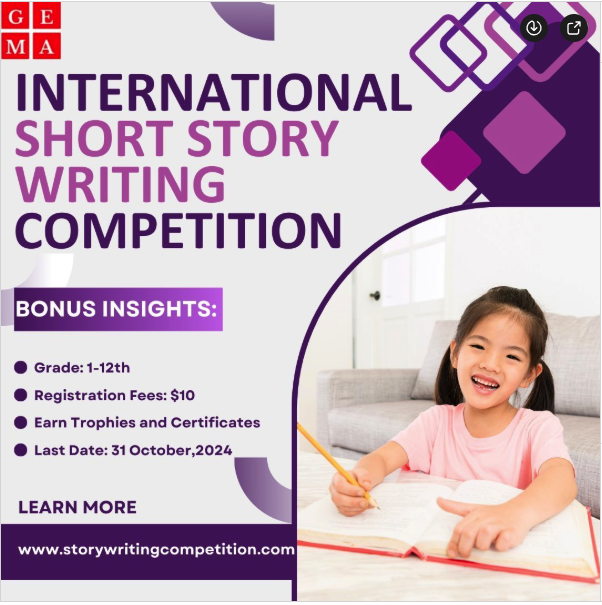 G E
M A
INTERNATIONAL
SHORT STORY
WRITING
COMPETITION
BONUS INSIGHTS:
Grade: 1-12th
Registration Fees: $10
Earn Trophies and Certificates
Last Date: 31 October,2024
LEARN MORE
www.storywritingcompetition.com